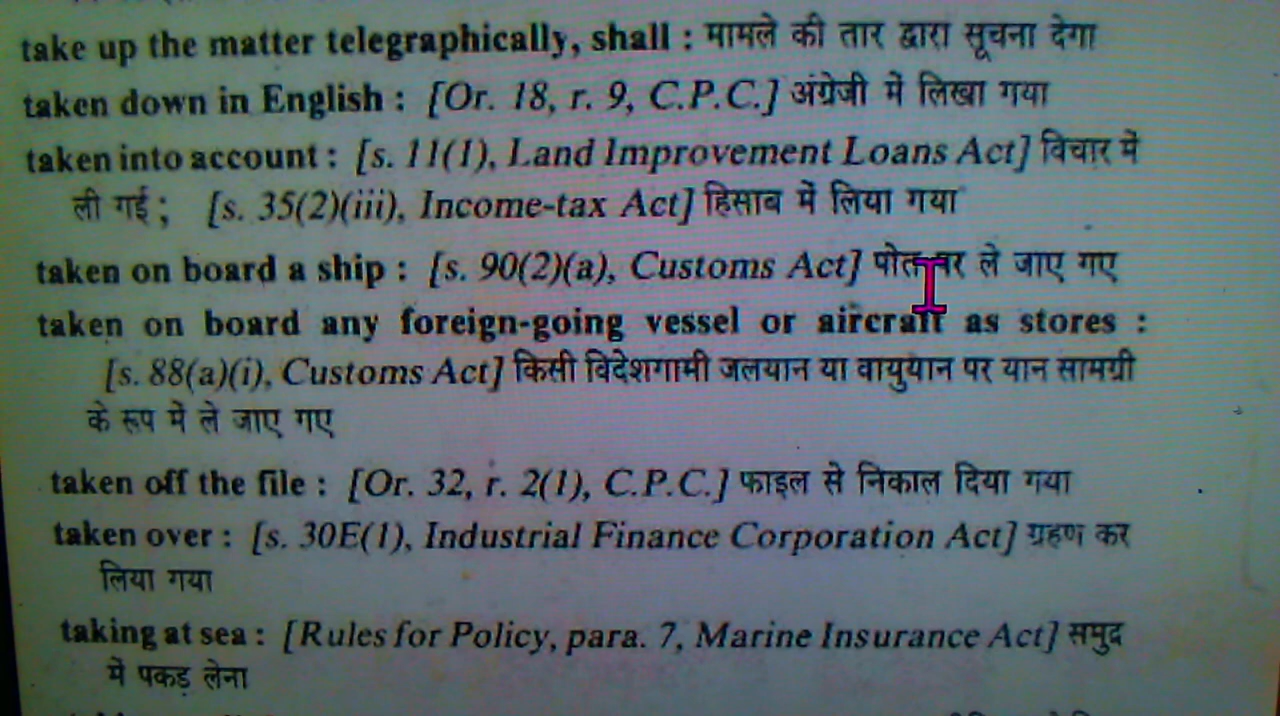 take up the matter telegraphically, shall : मामले की तार द्वारा सूचना देगा
taken down in English : [Or. 18, r. 9, C.P.C.] अंग्रेजी में लिखा गया
taken into account : [s. 11(1), Land Improvement Loans Act] विचार में
ली गई ; [s. 35(2)(iii), Income-tax Act] हिसाब में लिया गया
taken on board a ship : [s. 90(2)(a), Customs Act] पोत पर ले जाए गए
taken on board any foreign-going vessel or aircraft as stores :
[s. 88(a)(i), Customs Act] किसी विदेशगामी जलयान या वायुयान पर यान सामग्री
के रूप में ले जाए गए
taken off the file : [Or. 32, r. 2(1), C.P.C.] फाइल से निकाल दिया गया
taken over : [s. 30E(1), Industrial Finance Corporation Act] ग्रहण कर
लिया गया
taking at sea : [Rules for Policy, para. 7, Marine Insurance Act] समुद्र
में पकड़ लेना